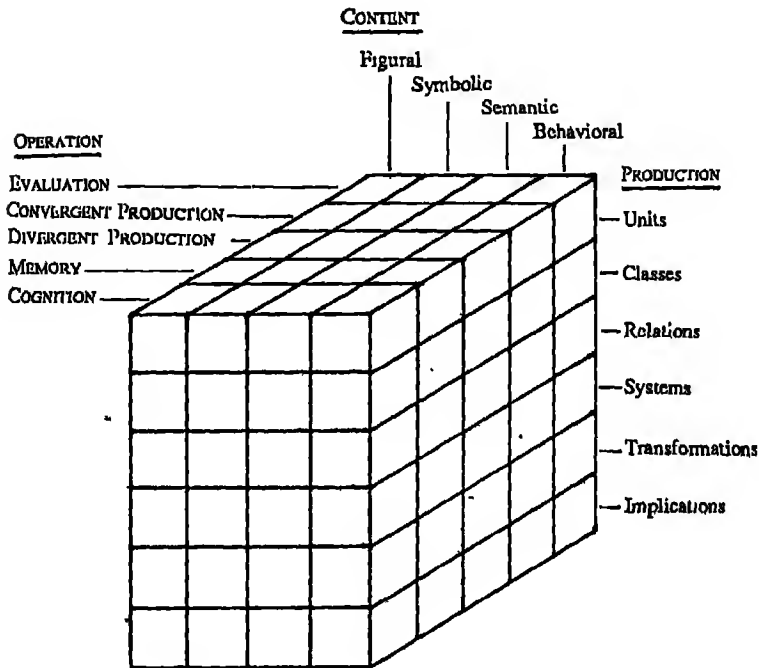 CONTENT
Figural
Symbolic
Semantic
Behavioral
OPERATION
EVALUATION
CONVERGENT PRODUCTION
DIVERGENT PRODUCTION
MEMORY
COGNITION
PRODUCTION
Units
Classes
Relations
Systems
Transformations
Implications